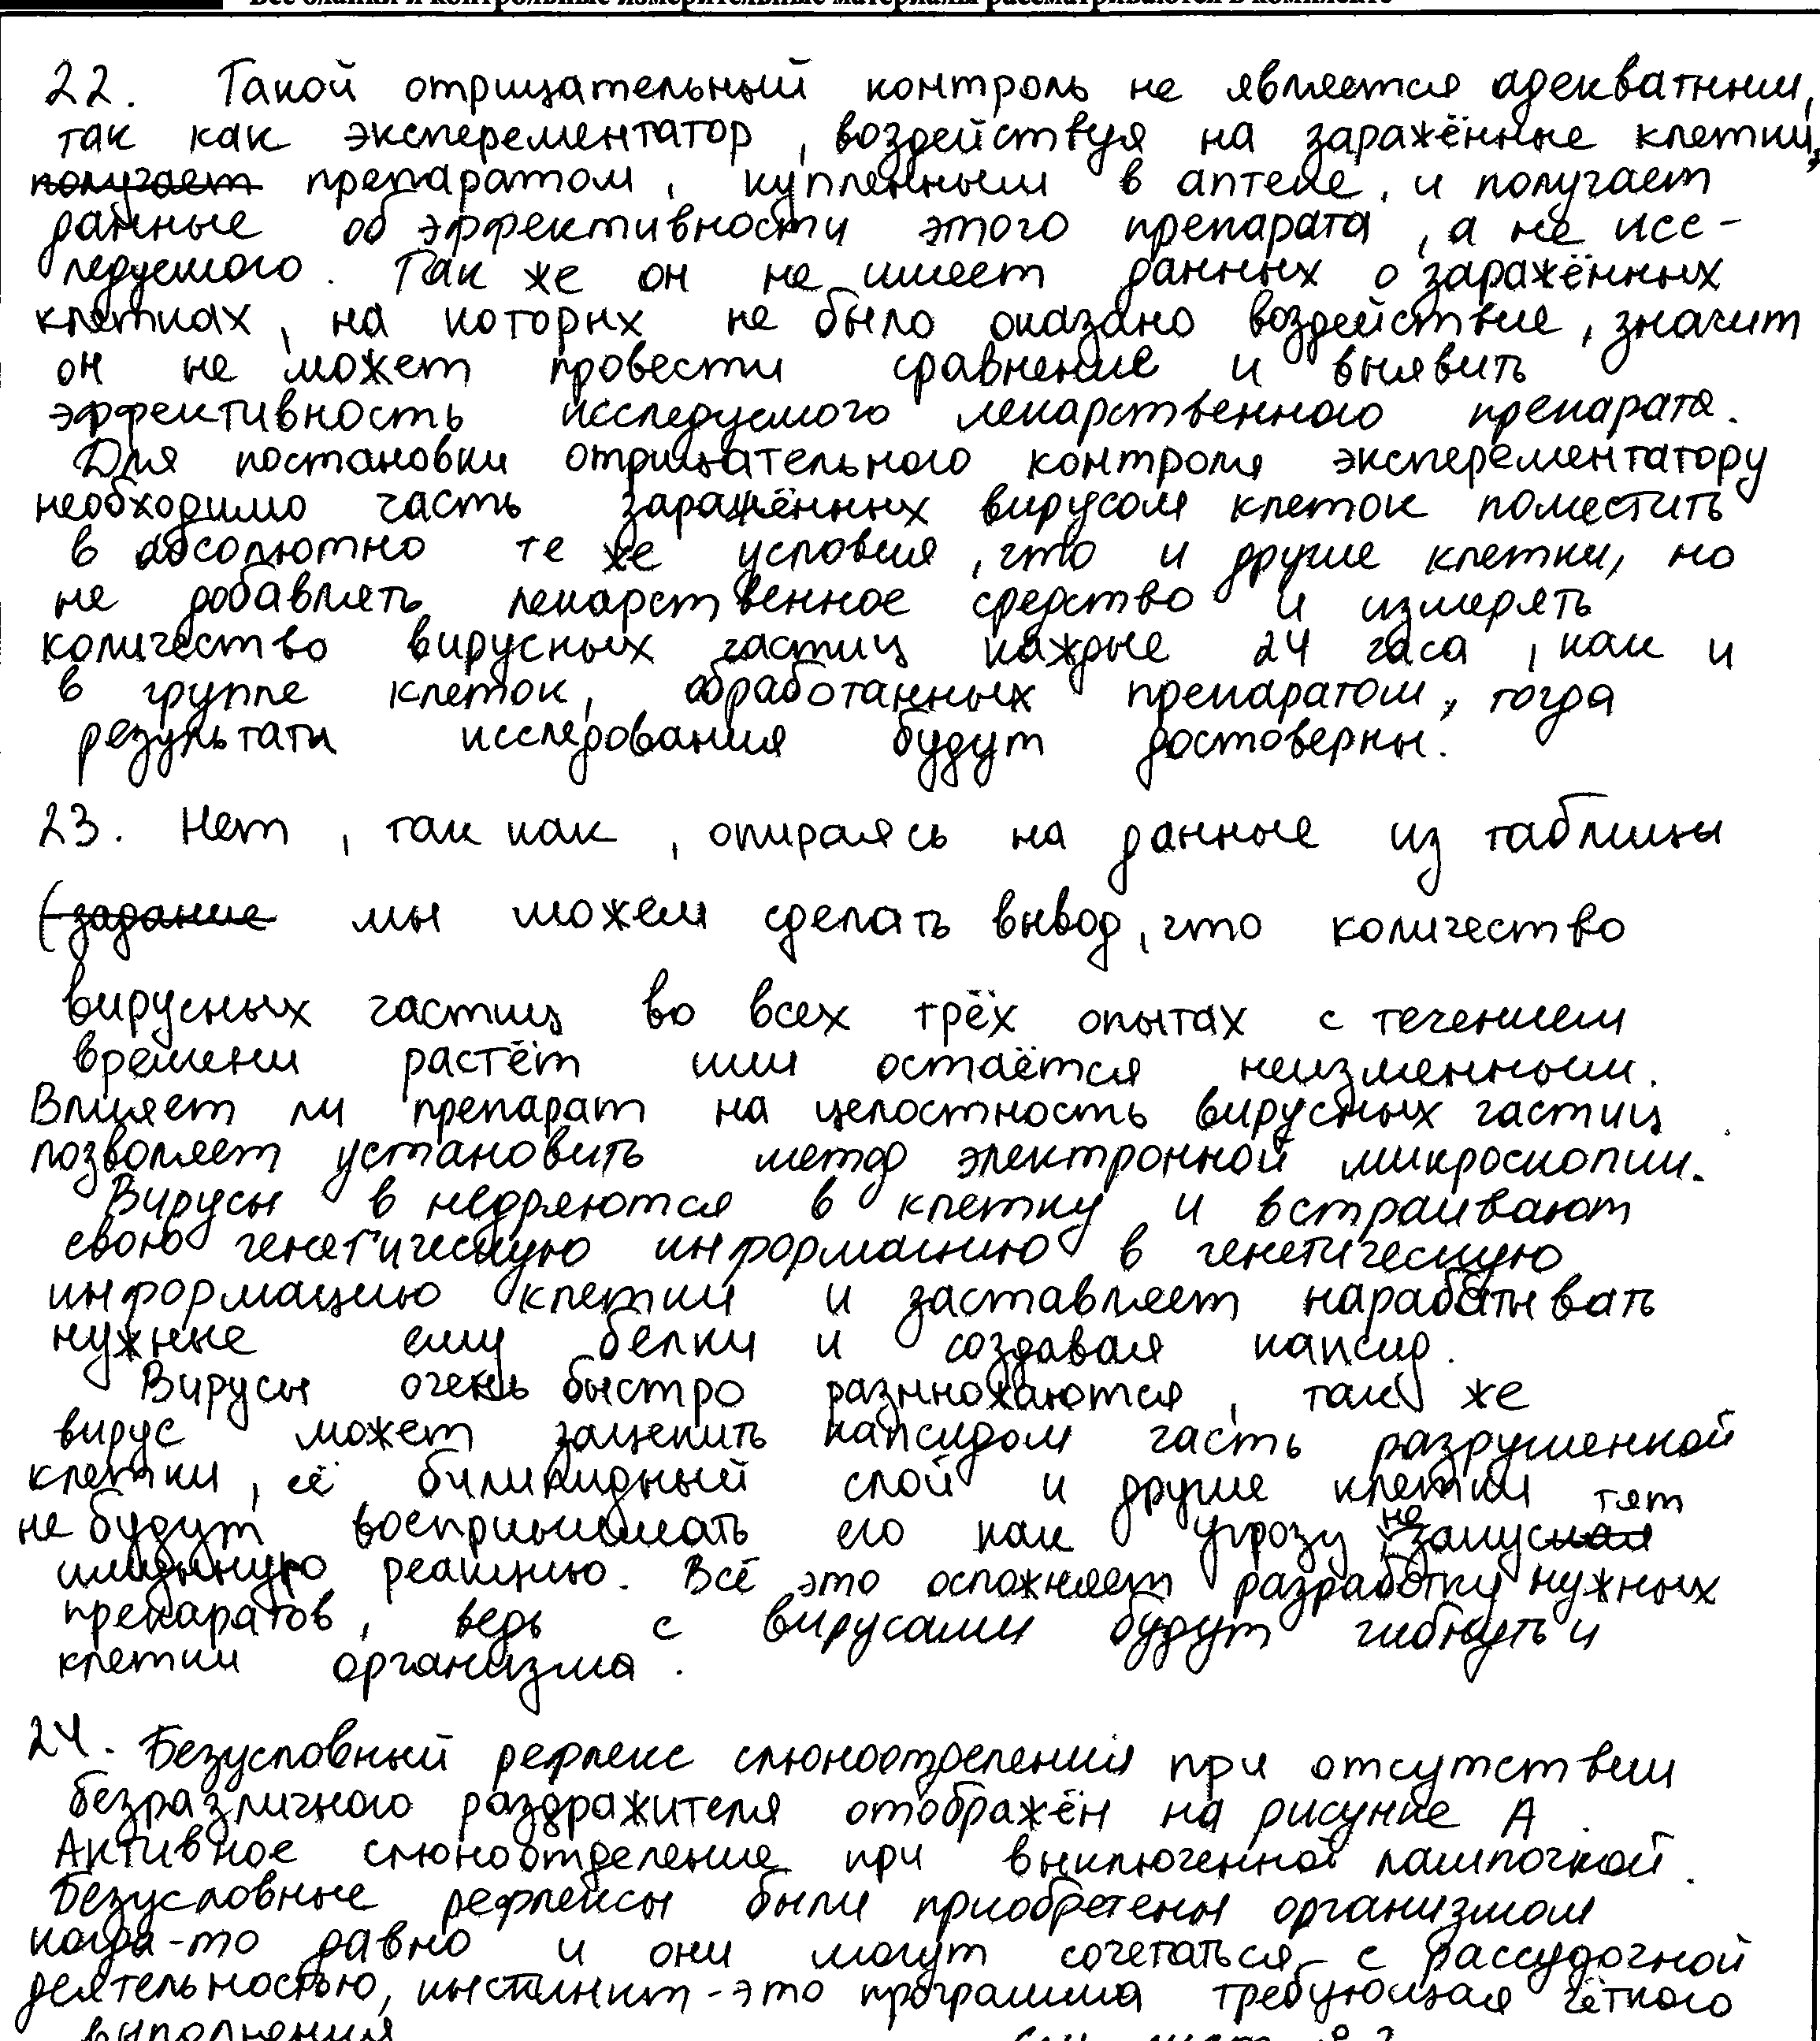 Все бланки и контрольные измерительные материалы рассматриваются в комплекте
22. Такой отрицательный контроль не является адекватным,
так как эксперементатор, воздействуя на заражённые клетки,
получает препаратом, купленным в аптеке, и получает
данные об эффективности этого препарата, а не исс-
ледуемого. Так же он не имеет данных о заражённых
клетках, на которых не было оказано воздействие, значит
он не может провести сравнение и выявить
эффективность исследуемого лекарственного препарата.
Для постановки отрицательного контроля эксперементатору
необходимо часть заражённых вирусом клеток поместить
в абсолютно те же условия, что и другие клетки, но
не добавлять лекарственное средство и измерять
количество вирусных частиц каждые 24 часа, как и
в группе клеток, обработанных препаратом, тогда
результаты исследования будут достоверны.
23. Нет, так как, опираясь на данные из таблицы
(задание мы можем сделать вывод, что количество
вирусных частиц во всех трёх опытах с течением
времени растёт или остаётся неизменным.
Влияет ли препарат на целостность вирусных частиц
позволяет установить метод электронной микроскопии.
Вирусы внедряются в клетку и встраивают
свою генетическую информацию в генетическую
информацию клетки и заставляет нарабатывать
нужные ему белки и создавая капсид.
Вирусы очень быстро размножаются, так же
вирус может зацепить капсидом часть разрушенной
клетки, её билипидный слой и другие клетки
не будут воспринимать его как угрозу не запустят
иммунную реакцию. Всё это осложняет разработку нужных
препаратов, ведь с вирусами будут гибнуть и
клетки организма.
24. Безусловный рефлекс слюноотделения при отсутствии
безразличного раздражителя отображён на рисунке А.
Активное слюноотделение при выключенной лампочкой.
Безусловные рефлексы были приобретены организмом
когда-то давно и они могут сочетаться с рассудочной
деятельностью, инстинкт - это программа требующая чёткого
выполнения